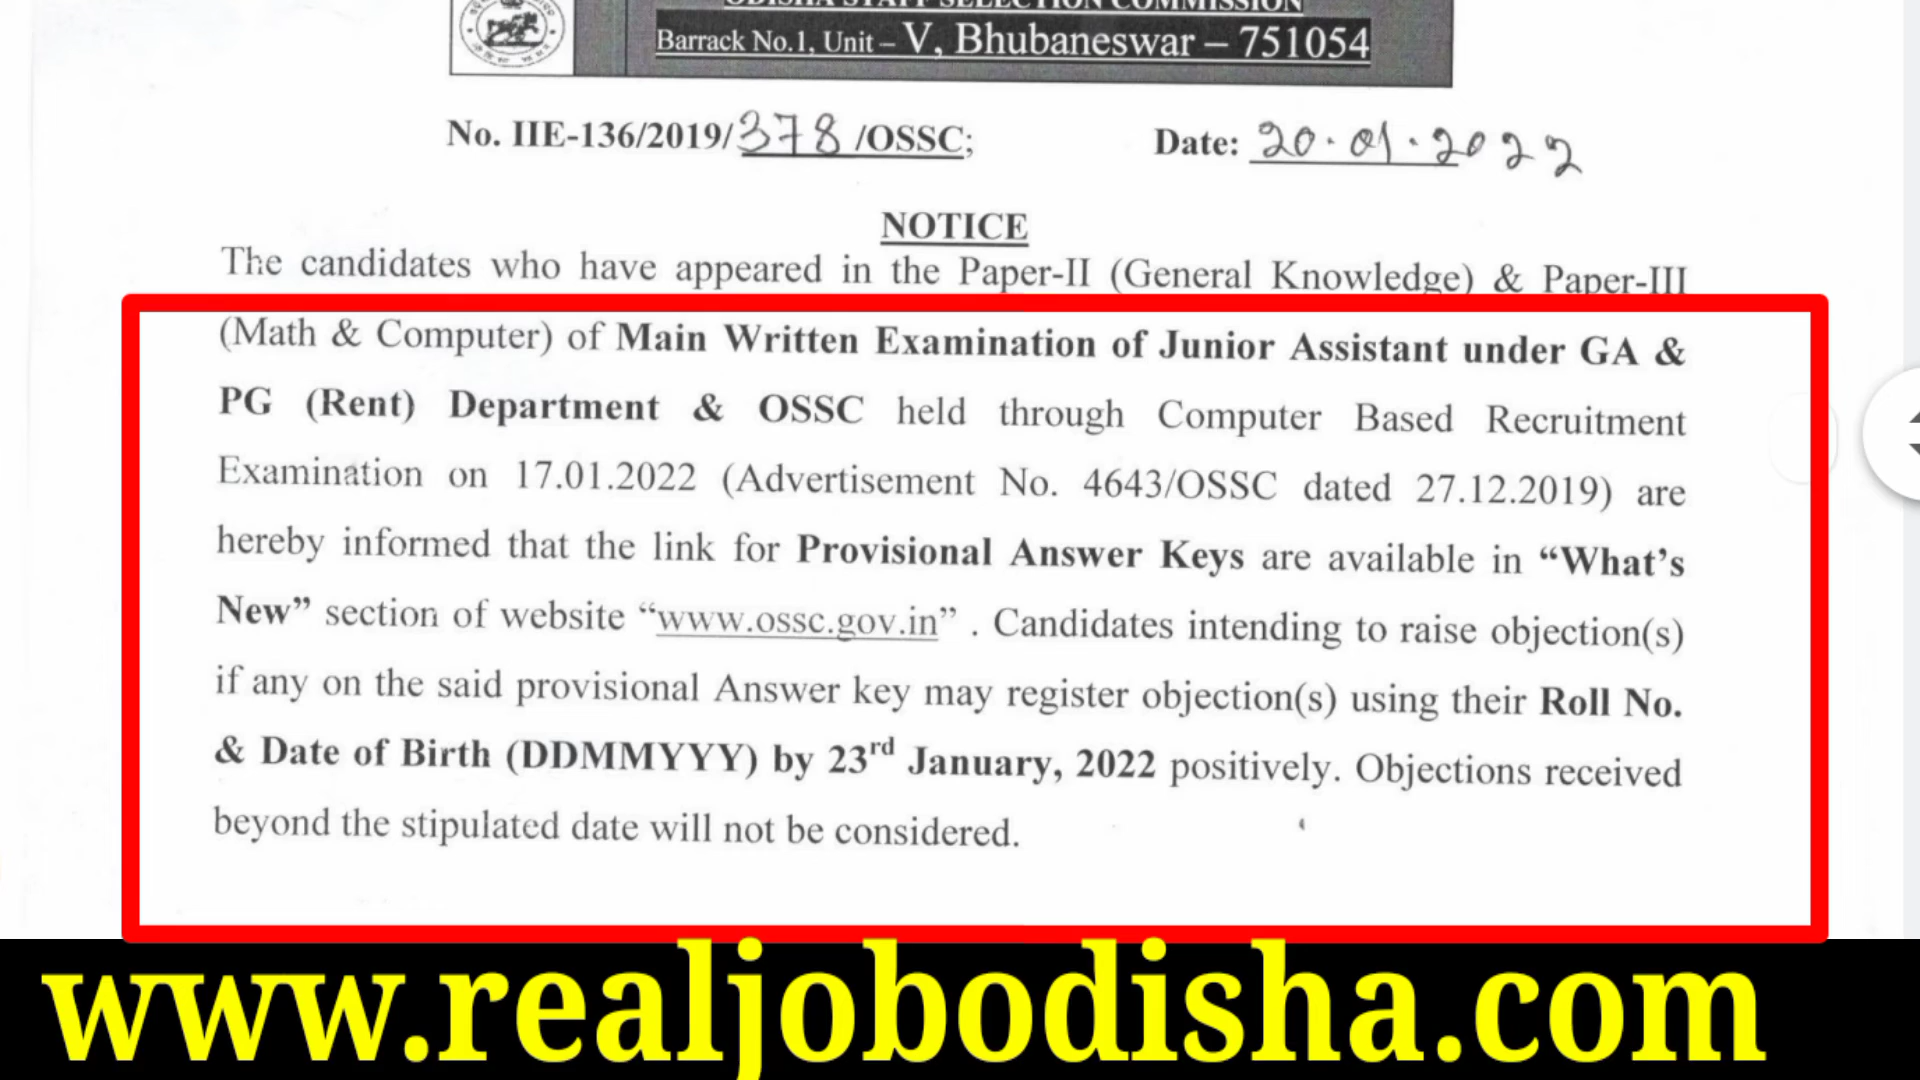 ODISHA STAFF SELECTION COMMISSION
Barrack No.1, Unit – V, Bhubaneswar – 751054
No. IIE-136/2019/378/OSSC; Date: 20.01.2022
NOTICE
The candidates who have appeared in the Paper-II (General Knowledge) & Paper-III
(Math & Computer) of Main Written Examination of Junior Assistant under GA &
PG (Rent) Department & OSSC held through Computer Based Recruitment
Examination on 17.01.2022 (Advertisement No. 4643/OSSC dated 27.12.2019) are
hereby informed that the link for Provisional Answer Keys are available in “What’s
New” section of website “www.ossc.gov.in” . Candidates intending to raise objection(s)
if any on the said provisional Answer key may register objection(s) using their Roll No.
& Date of Birth (DDMMYYY) by 23rd January, 2022 positively. Objections received
beyond the stipulated date will not be considered.
www.realjobodisha.com